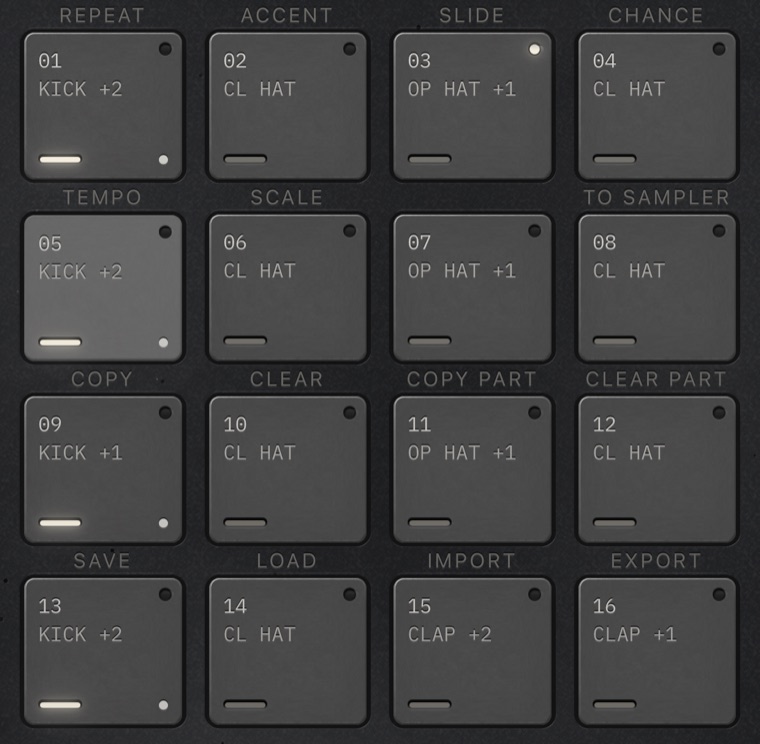 REPEAT ACCENT SLIDE CHANCE
01 02 03 04
KICK +2 CL HAT OP HAT +1 CL HAT
TEMPO SCALE TO SAMPLER
05 06 07 08
KICK +2 CL HAT OP HAT +1 CL HAT
COPY CLEAR COPY PART CLEAR PART
09 10 11 12
KICK +1 CL HAT OP HAT +1 CL HAT
SAVE LOAD IMPORT EXPORT
13 14 15 16
KICK +2 CL HAT CLAP +2 CLAP +1